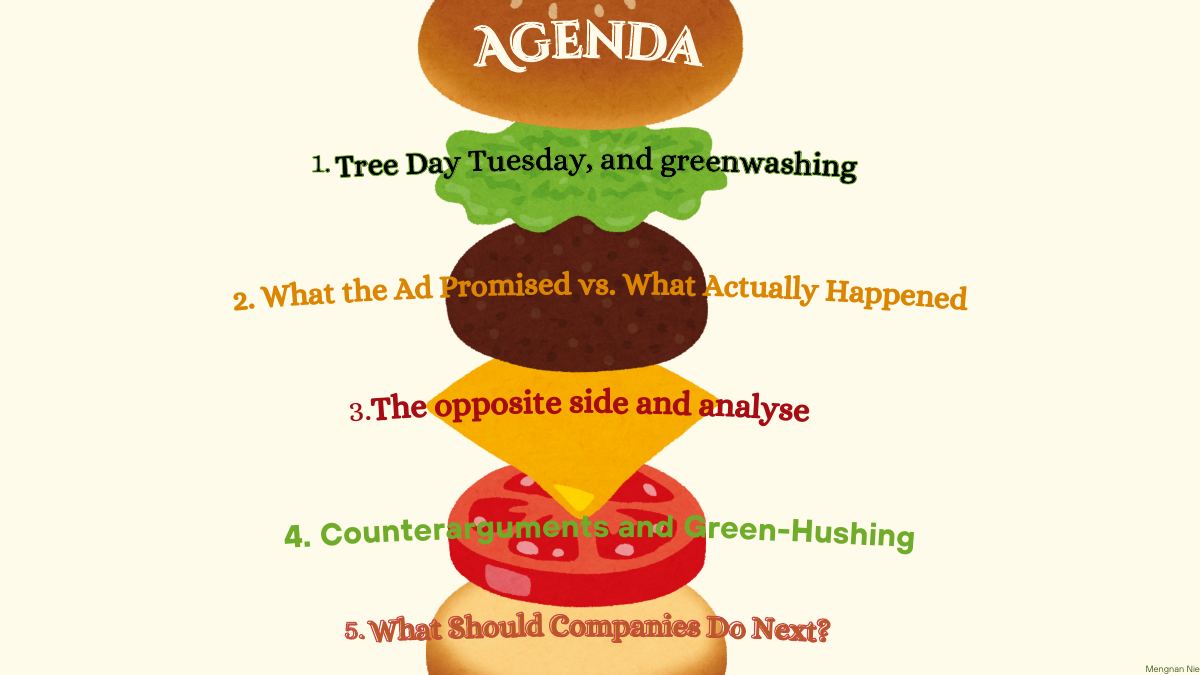 AGENDA
1. Tree Day Tuesday, and greenwashing
2. What the Ad Promised vs. What Actually Happened
3.The opposite side and analyse
4. Counterarguments and Green-Hushing
5. What Should Companies Do Next?
Mengnan Nie